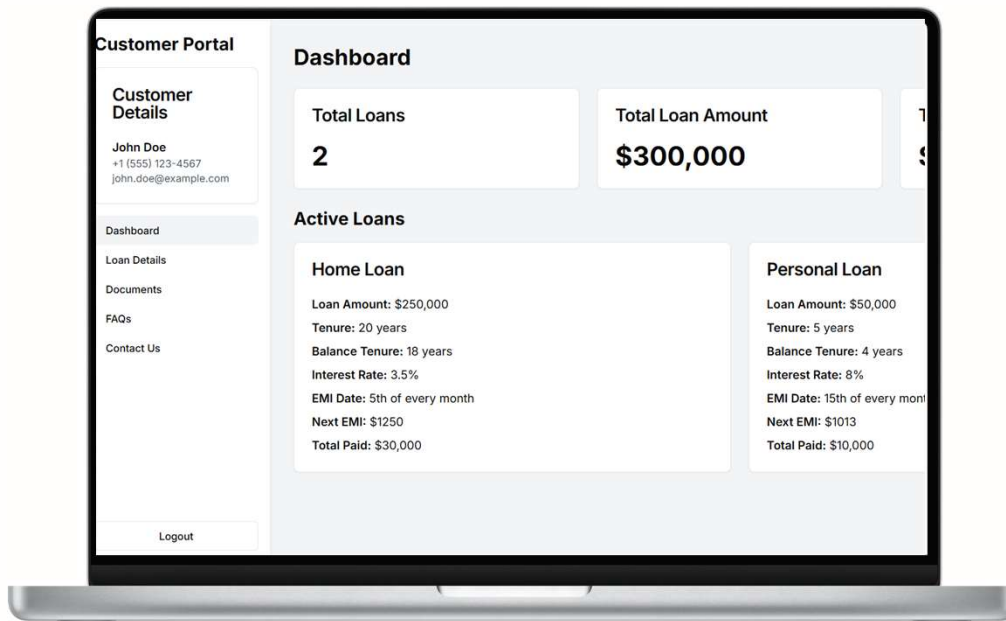 Customer Portal
Customer
Details
John Doe
+1 (555) 123-4567
john.doe@example.com
Dashboard
Loan Details
Documents
FAQs
Contact Us
Logout
Dashboard
Total Loans
2
Total Loan Amount
$300,000
Active Loans
Home Loan
Loan Amount: $250,000
Tenure: 20 years
Balance Tenure: 18 years
Interest Rate: 3.5%
EMI Date: 5th of every month
Next EMI: $1250
Total Paid: $30,000
Personal Loan
Loan Amount: $50,000
Tenure: 5 years
Balance Tenure: 4 years
Interest Rate: 8%
EMI Date: 15th of every
Next EMI: $1013
Total Paid: $10,000